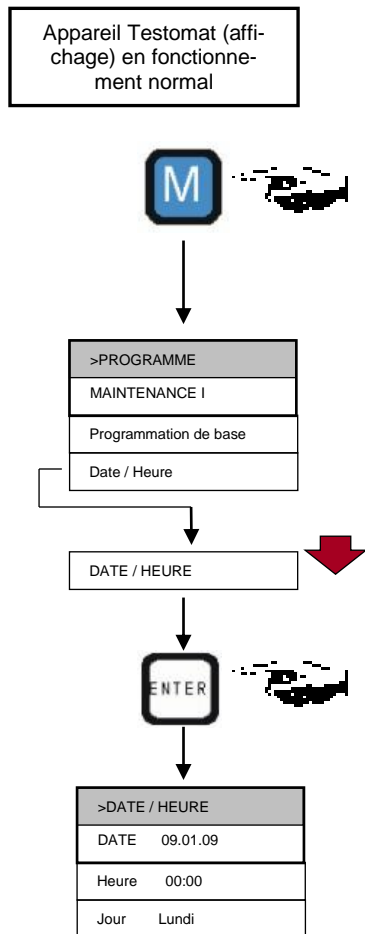 Appareil Testomat (affi-
chage) en fonctionne-
ment normal
M
>PROGRAMME
MAINTENANCE I
Programmation de base
Date / Heure
DATE / HEURE
ENTER
>DATE / HEURE
DATE 09.01.09
Heure 00:00
Jour Lundi